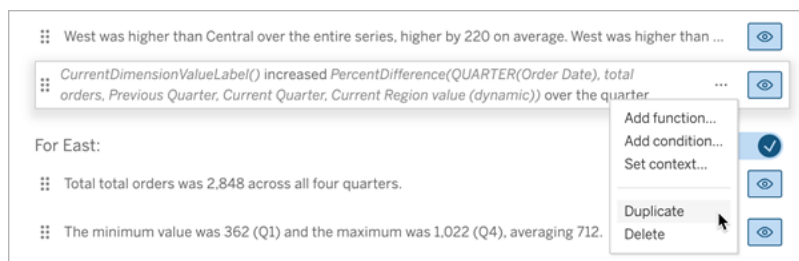 West was higher than Central over the entire series, higher by 220 on average. West was higher than ...
CurrentDimensionValueLabel() increased PercentDifference(QUARTER(Order Date), total
orders, Previous Quarter, Current Quarter, Current Region value (dynamic)) over the quarter
...
Add function...
Add condition...
Set context...
Duplicate
Delete
For East:
Total total orders was 2,848 across all four quarters.
The minimum value was 362 (Q1) and the maximum was 1,022 (Q4), averaging 712.